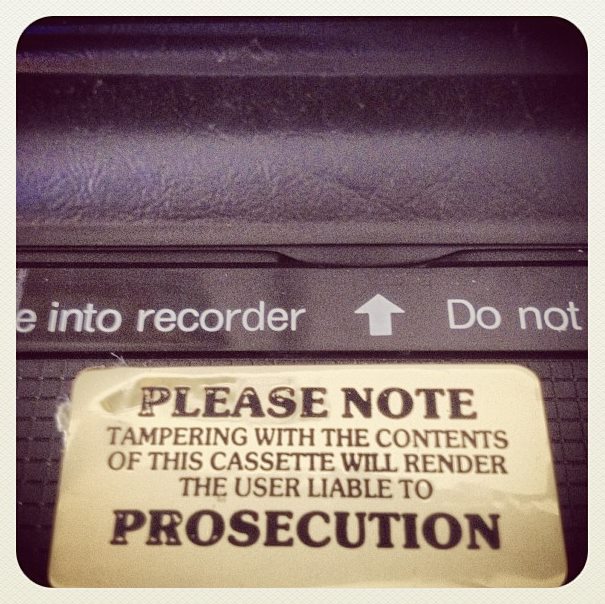 e into recorder Do not
PLEASE NOTE
TAMPERING WITH THE CONTENTS
OF THIS CASSETTE WILL RENDER
THE USER LIABLE TO
PROSECUTION